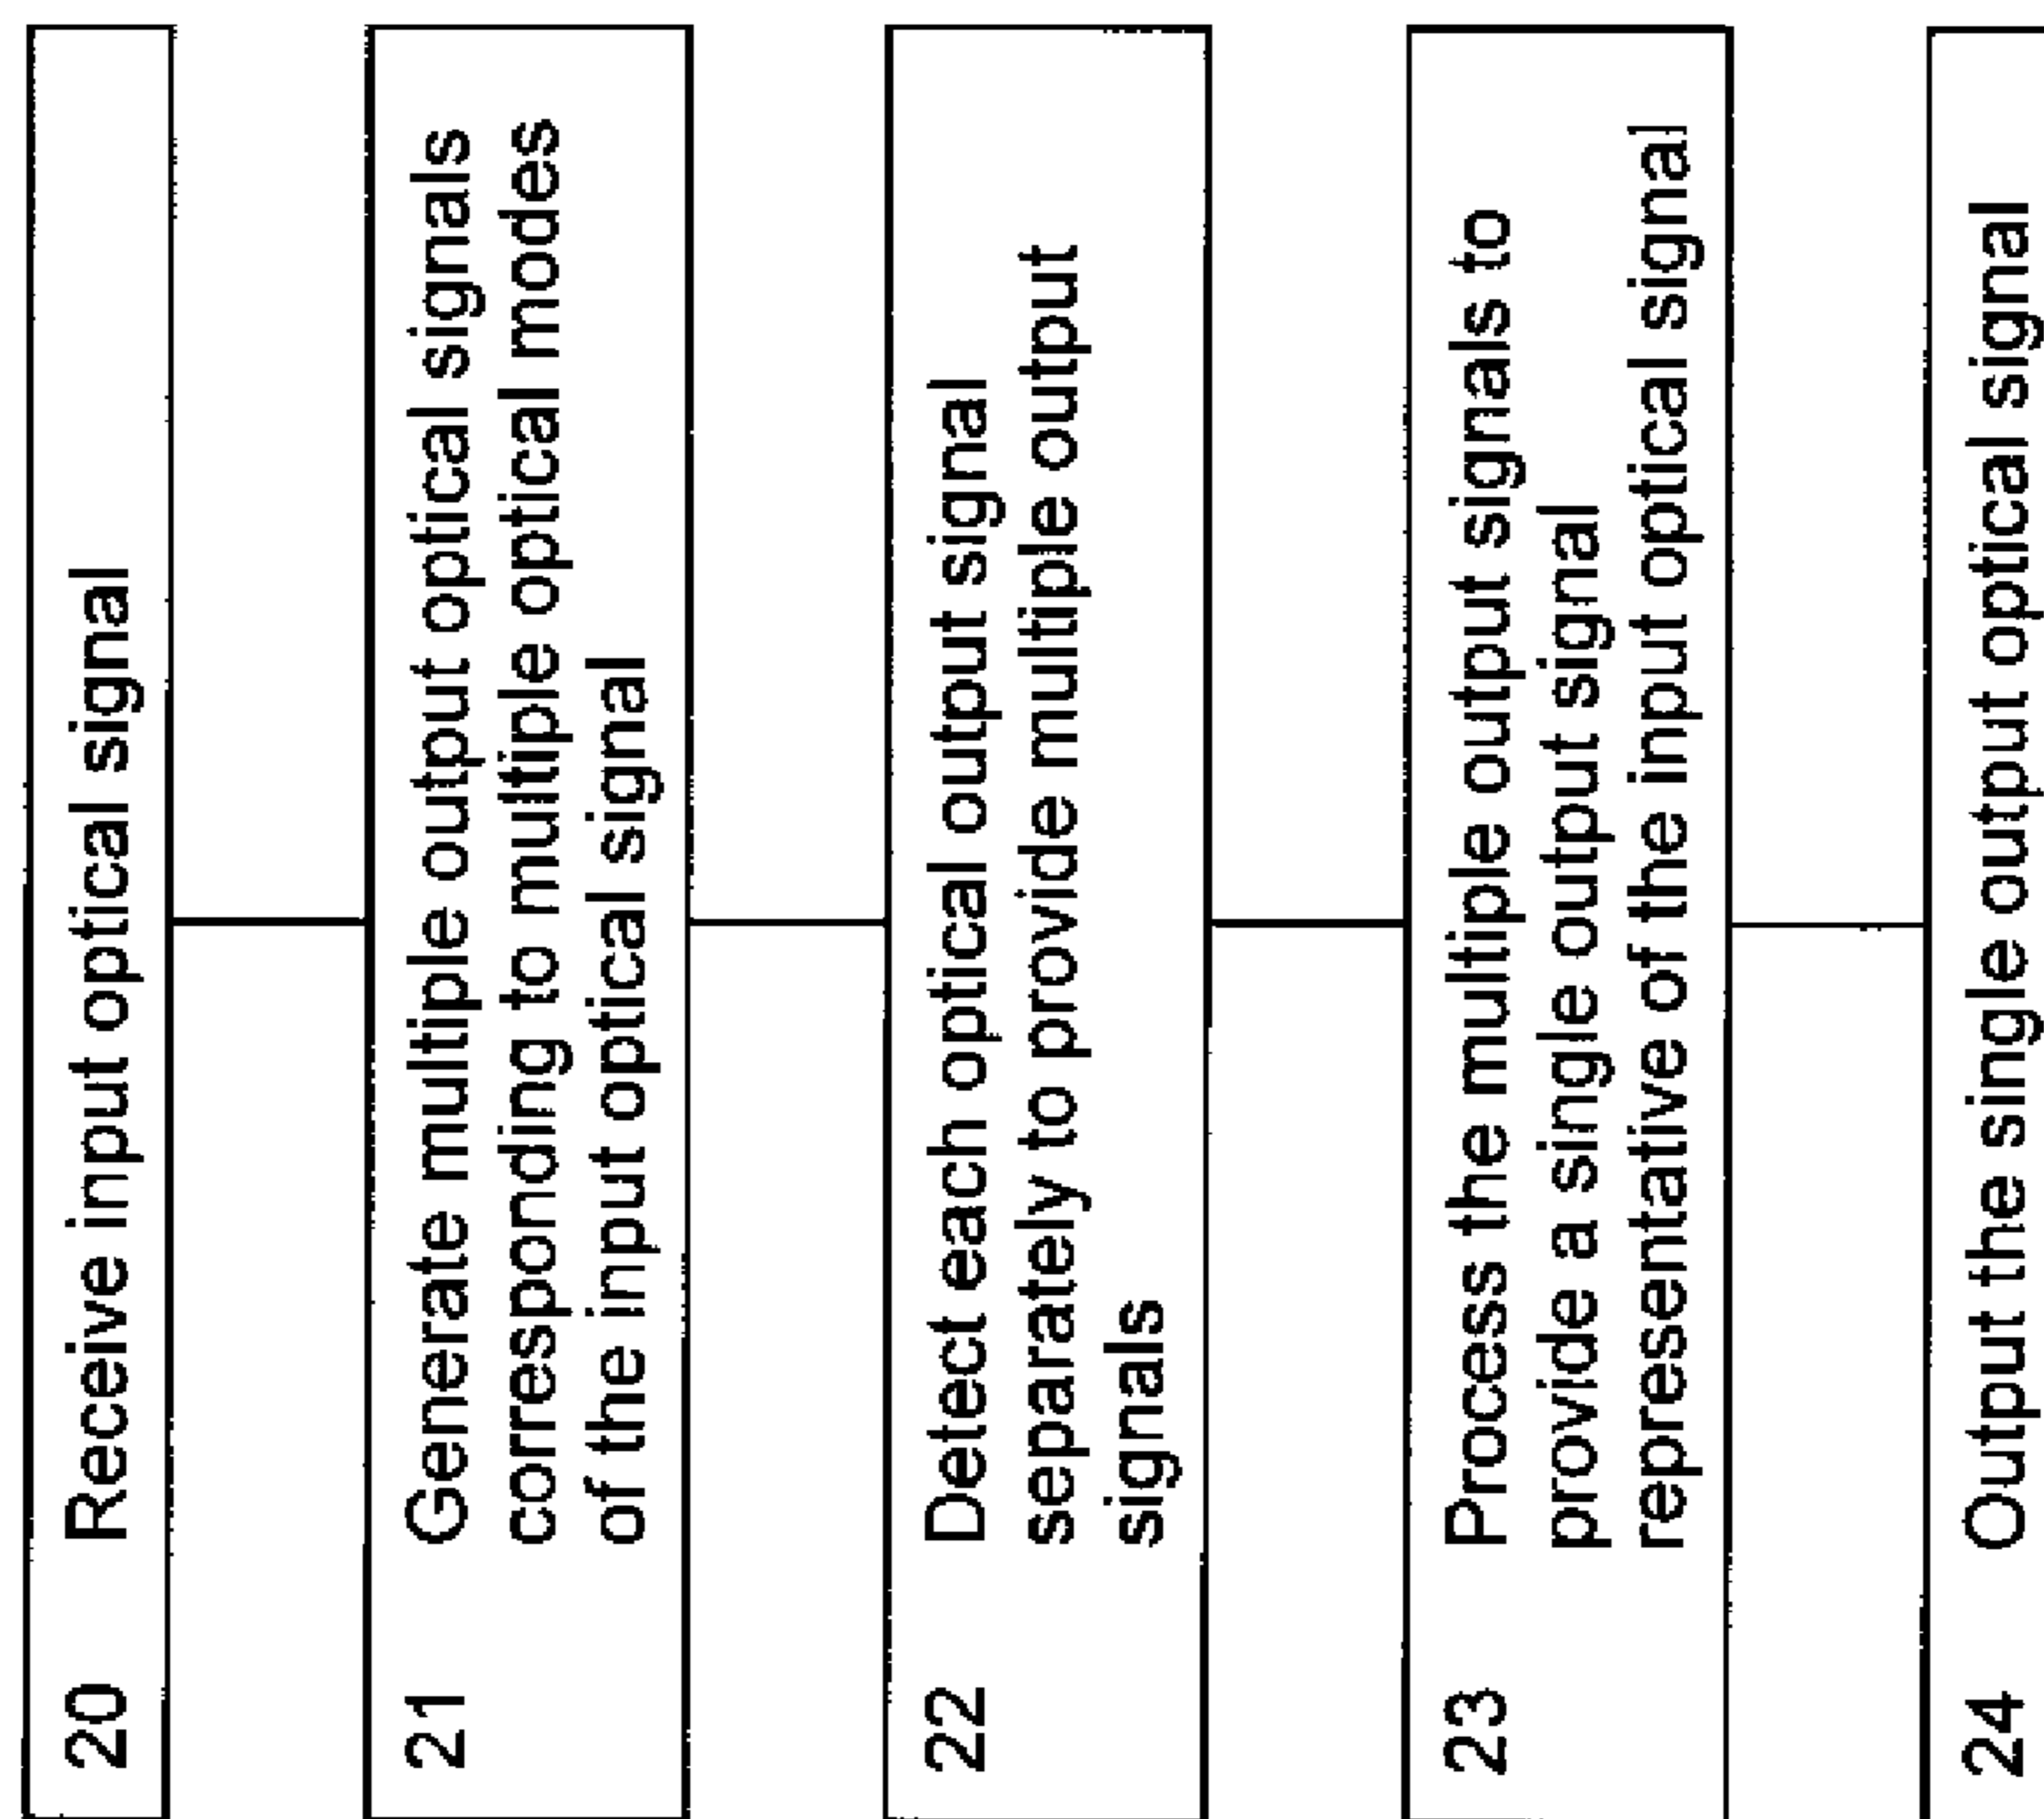 20 Receive input optical signal
21 Generate multiple output optical signals
corresponding to multiple optical modes
of the input optical signal
22 Detect each optical output signal
separately to provide multiple output
signals
23 Process the multiple output signals to
provide a single output signal
representative of the input optical signal
24 Output the single output optical signal